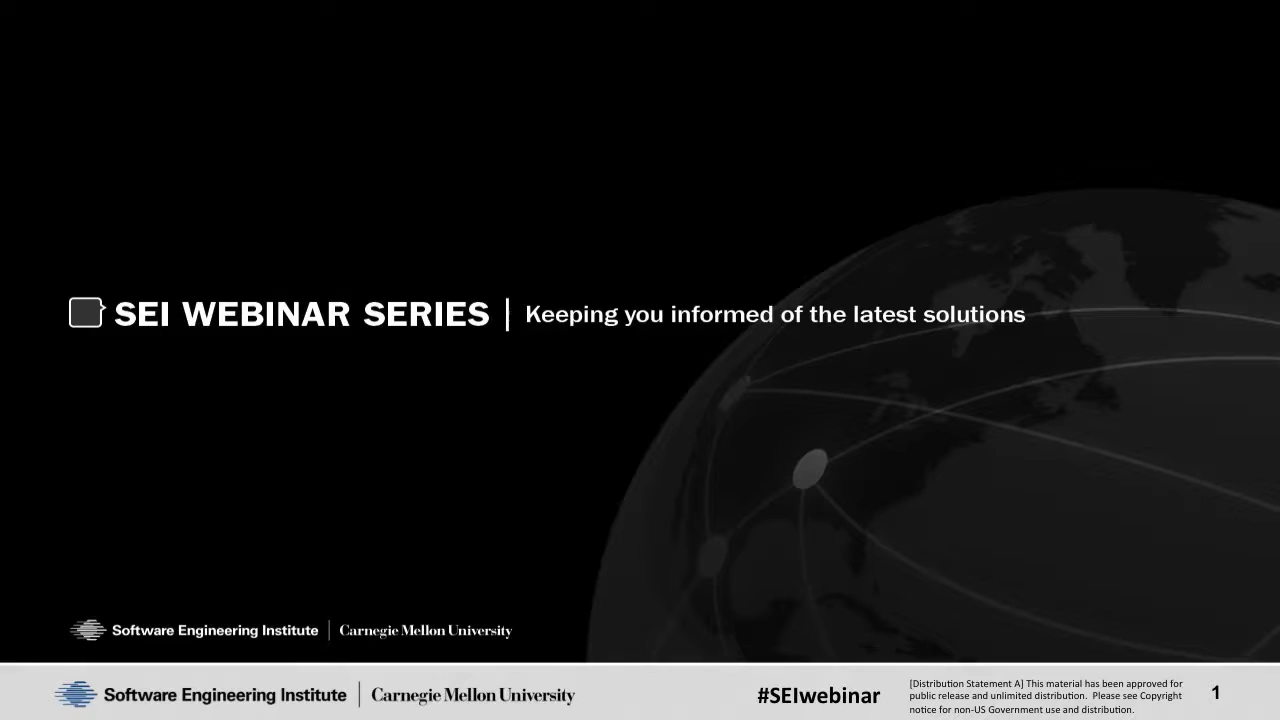 SEI WEBINAR SERIES | Keeping you informed of the latest solutions
Software Engineering Institute | Carnegie Mellon University
Software Engineering Institute | Carnegie Mellon University
#SEIwebinar
[Distribution Statement A] This material has been approved for
public release and unlimited distribution. Please see Copyright
notice for non-US Government use and distribution.
1